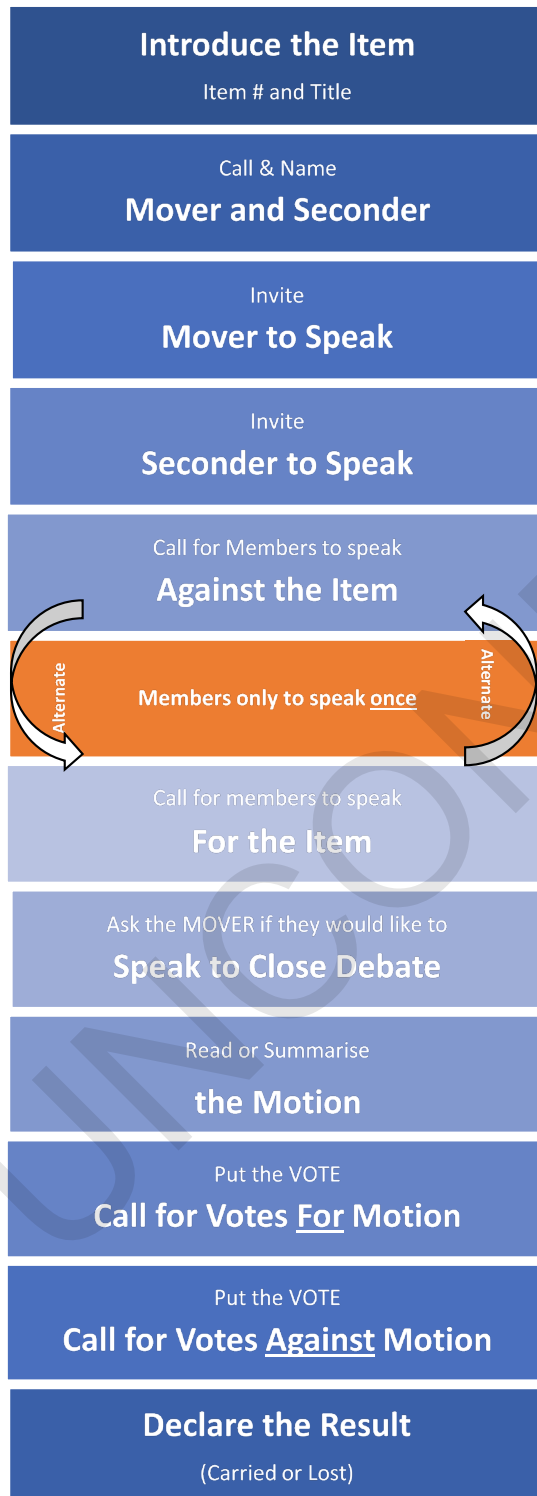 Introduce the Item
Item # and Title
Call & Name
Mover and Seconder
Invite
Mover to Speak
Invite
Seconder to Speak
Call for Members to speak
Against the Item
Alternate
Members only to speak once
Alternate
Call for members to speak
For the Item
Ask the MOVER if they would like to
Speak to Close Debate
Read or Summarise
the Motion
Put the VOTE
Call for Votes For Motion
Put the VOTE
Call for Votes Against Motion
Declare the Result
(Carried or Lost)